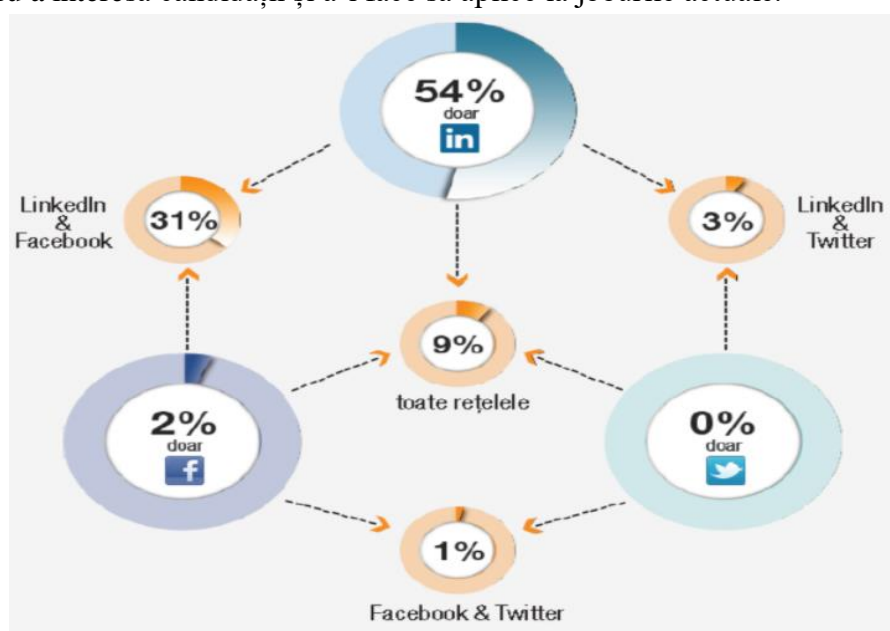 54%
doar
in
LinkedIn
&
Facebook
31%
3%
LinkedIn
&
Twitter
9%
toate rețelele
2%
doar
f
0%
doar
1%
Facebook & Twitter